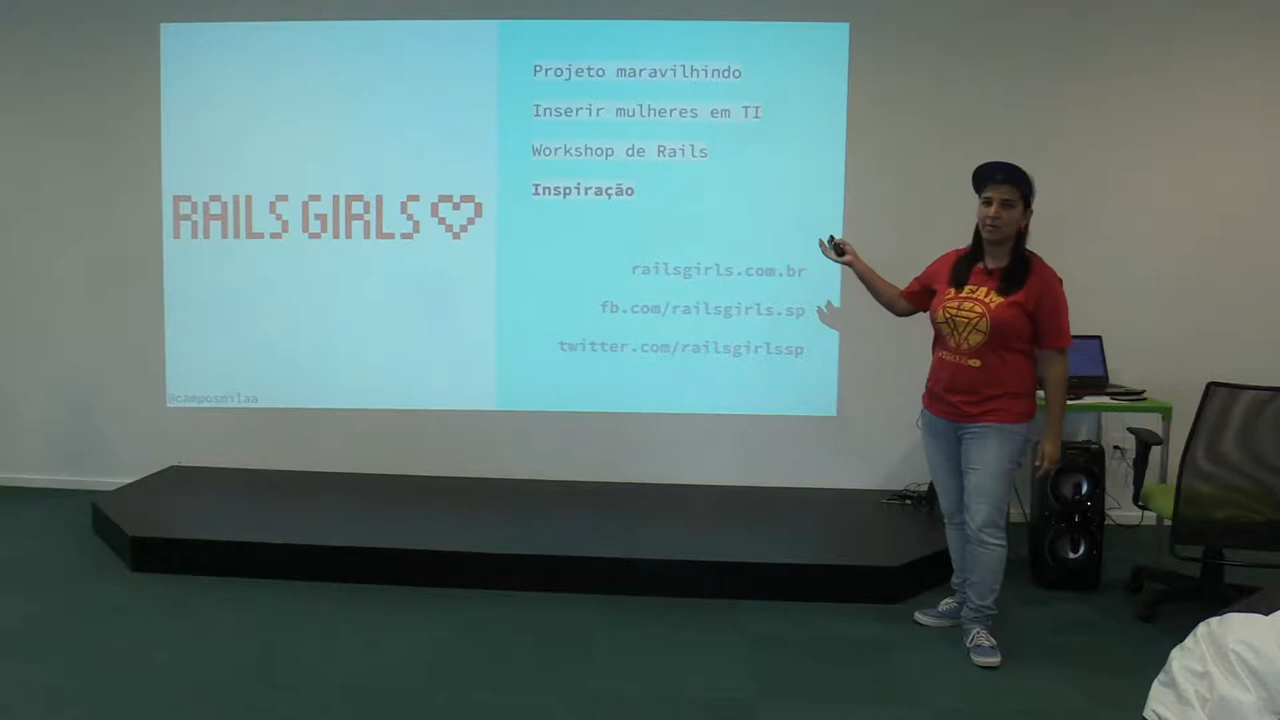 RAILS GIRLS
Projeto maravilhindo
Inserir mulheres em TI
Workshop de Rails
Inspiração
railsgirls.com.br
fb.com/railsgirls.sp
twitter.com/railsgirlssp
@camposmilaa